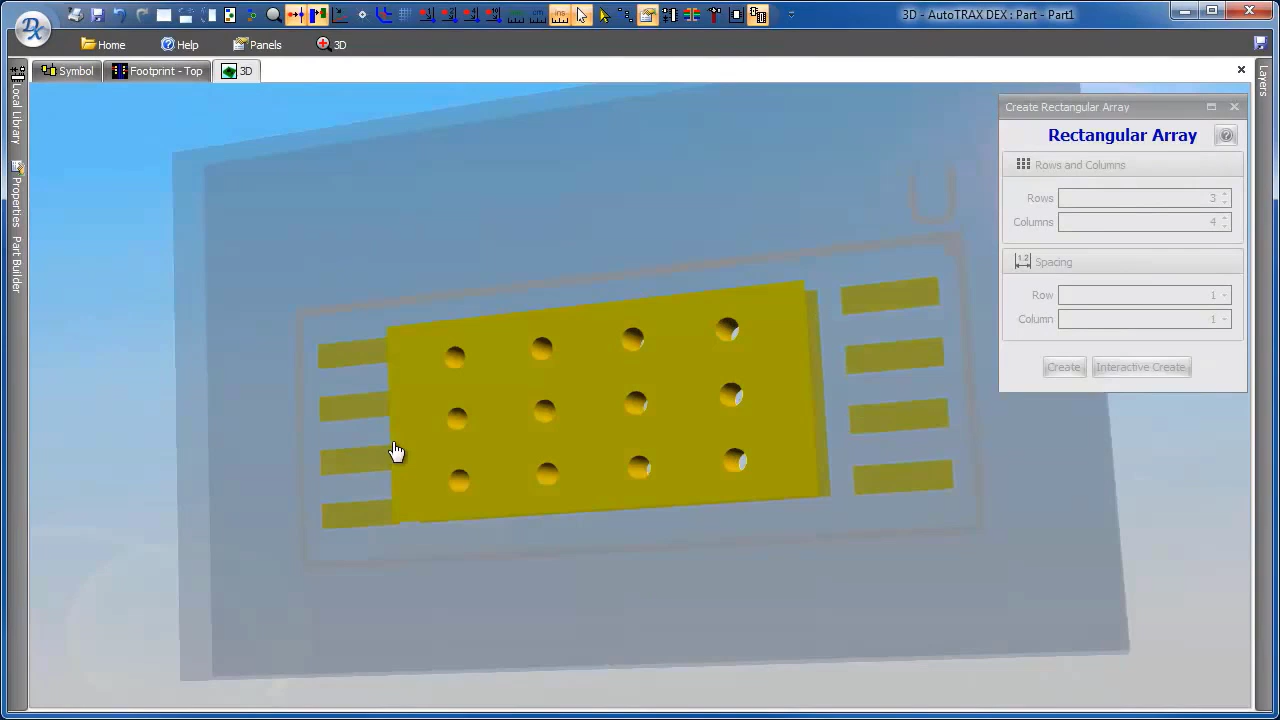 3D - AutoTRAX DEX : Part - Part1
Home
Help
Panels
3D
Symbol
Footprint - Top
3D
Local Library
Properties
Part Builder
Layers
Create Rectangular Array
Rectangular Array
Rows and Columns
Rows 3
Columns 4
1.2 Spacing
Row 1
Column 1
Create
Interactive Create
U